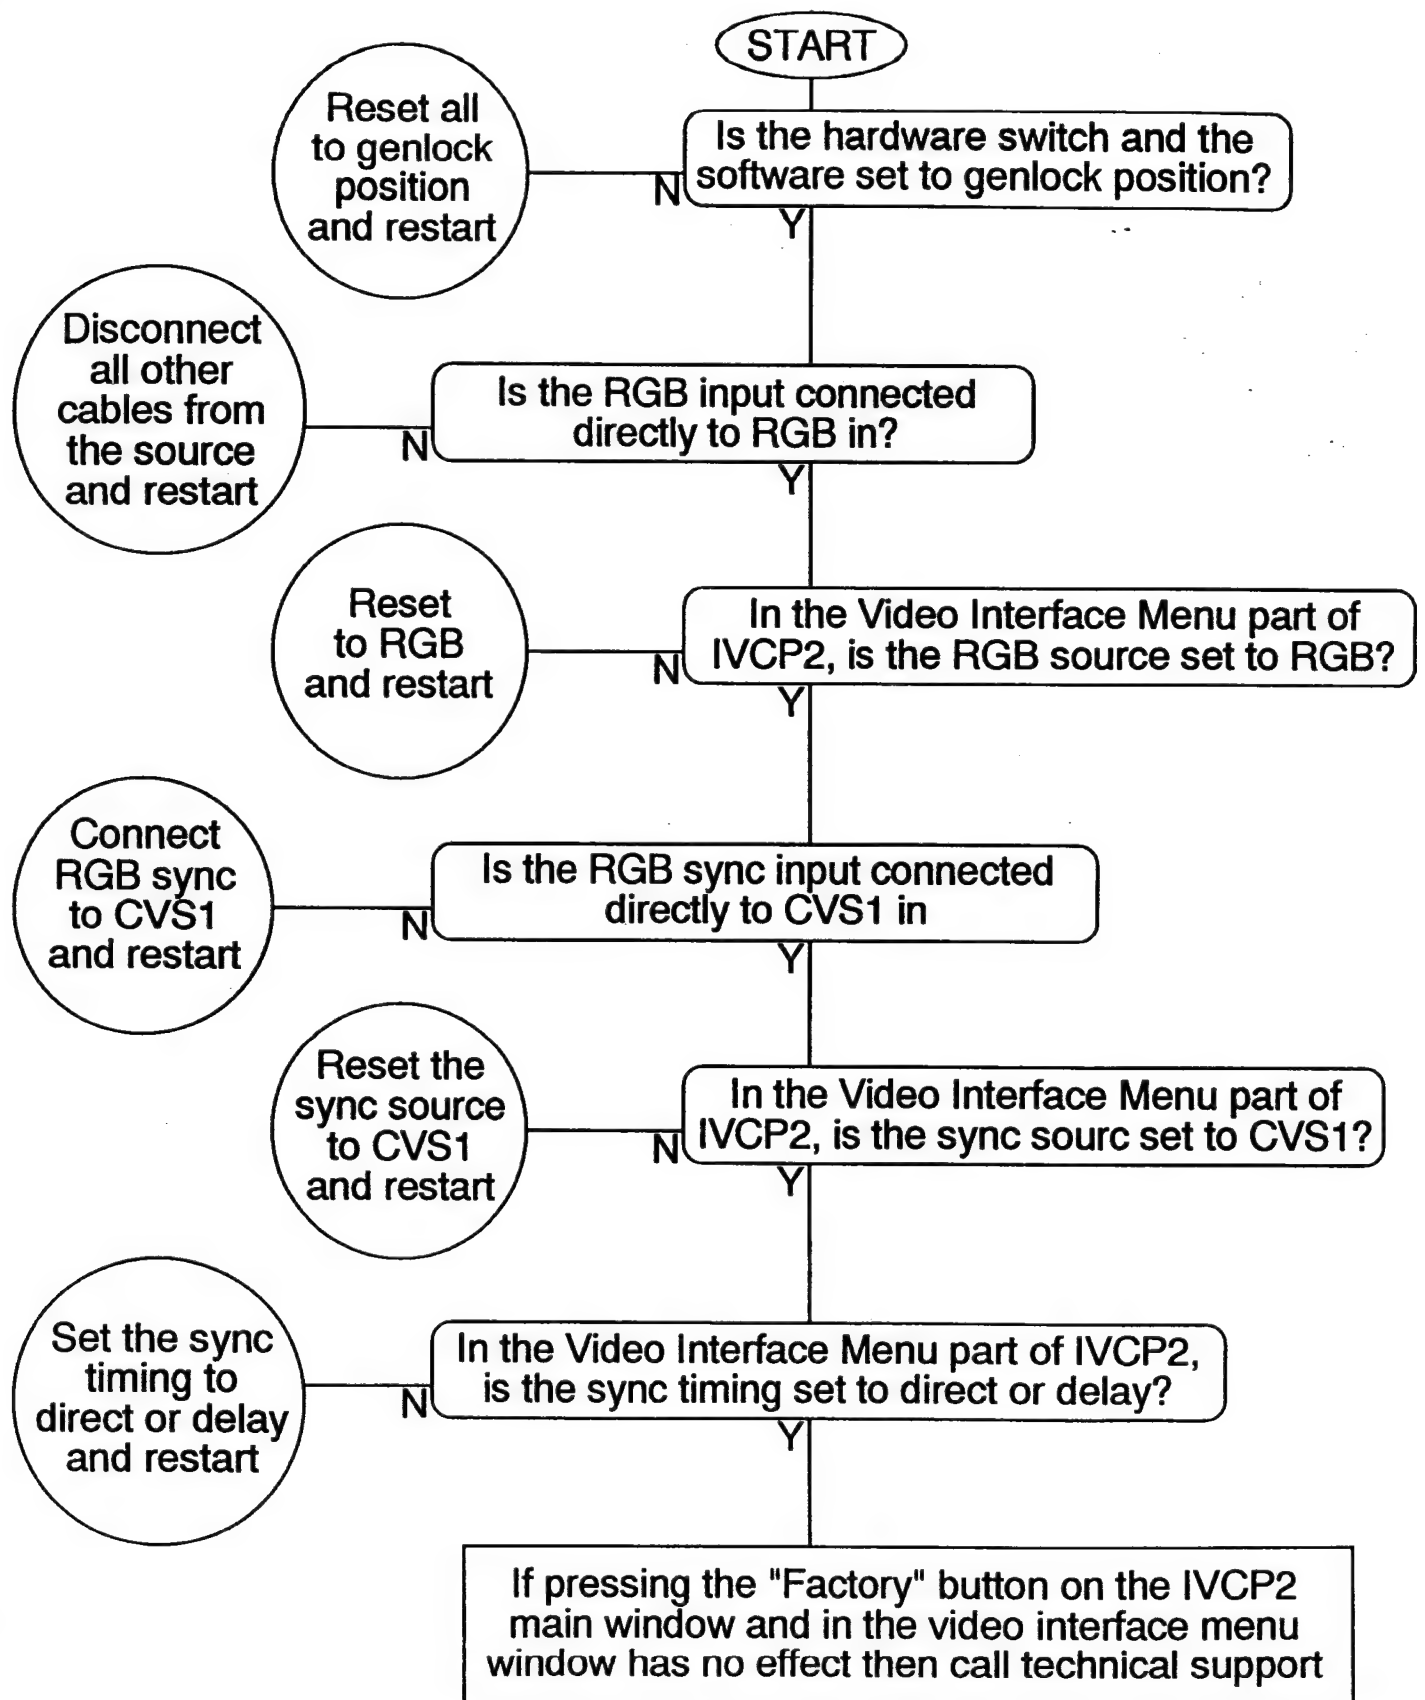 START
Reset all
to genlock
position
and restart
Is the hardware switch and the
software set to genlock position?
N
Y
Disconnect
all other
cables from
the source
and restart
Is the RGB input connected
directly to RGB in?
N
Y
Reset
to RGB
and restart
In the Video Interface Menu part of
IVCP2, is the RGB source set to RGB?
N
Y
Connect
RGB sync
to CVS1
and restart
Is the RGB sync input connected
directly to CVS1 in
N
Y
Reset the
sync source
to CVS1
and restart
In the Video Interface Menu part of
IVCP2, is the sync sourc set to CVS1?
N
Y
Set the sync
timing to
direct or delay
and restart
In the Video Interface Menu part of IVCP2,
is the sync timing set to direct or delay?
N
Y
If pressing the "Factory" button on the IVCP2
main window and in the video interface menu
window has no effect then call technical support